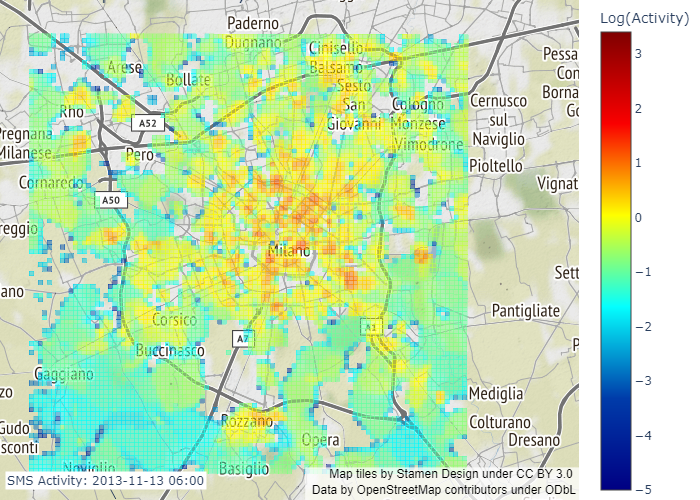 Log(Activity)
Paderno
Dugnano
Cinisello
Balsamo
Arese
Bollate
Sesto
San
Giovanni
Cologno
Monzese
Vimodrone
Pessa
Con
Borna
Go
Cernusco
sul
Naviglio
Pioltello
Vignat
Rho
A52
Pregnana
Milanese
Pero
Cornaredo
A50
reggio
Milano
Sett
ano
Pantigliate
Corsico
A1
P
Buccinasco
A7
Gaggiano
zo
Mediglia
Rozzano
Colturano
Gudo
sconti
Opera
Dresano
Noviglio
Basiglio
SMS Activity: 2013-11-13 06:00
Map tiles by Stamen Design under CC BY 3.0
Data by OpenStreetMap contributors under ODbL
3
2
1
0
−1
−2
−3
−4
−5